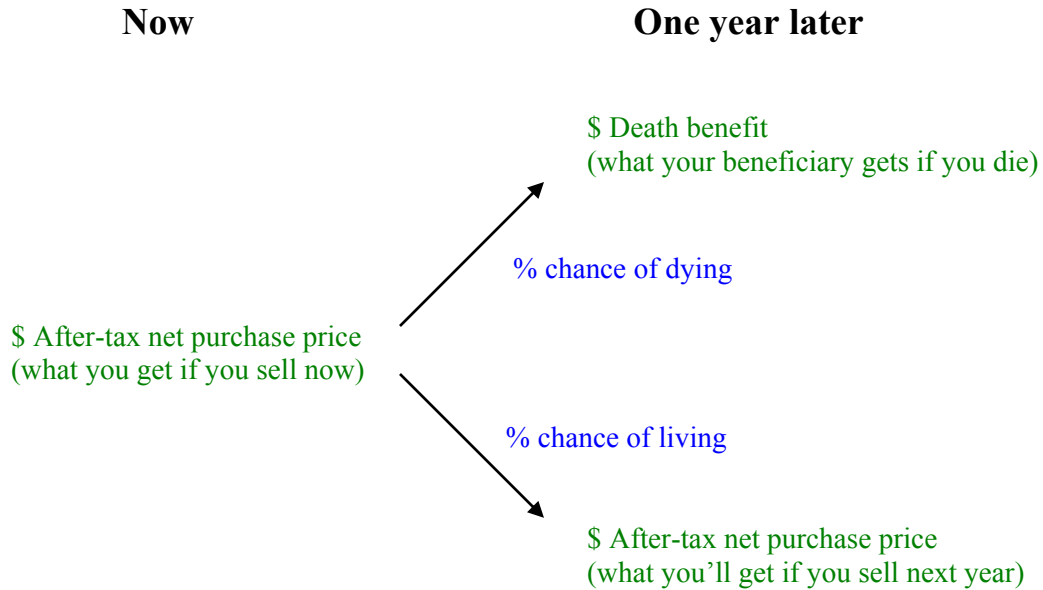 Now
One year later
$ Death benefit
(what your beneficiary gets if you die)
% chance of dying
$ After-tax net purchase price
(what you get if you sell now)
% chance of living
$ After-tax net purchase price
(what you’ll get if you sell next year)